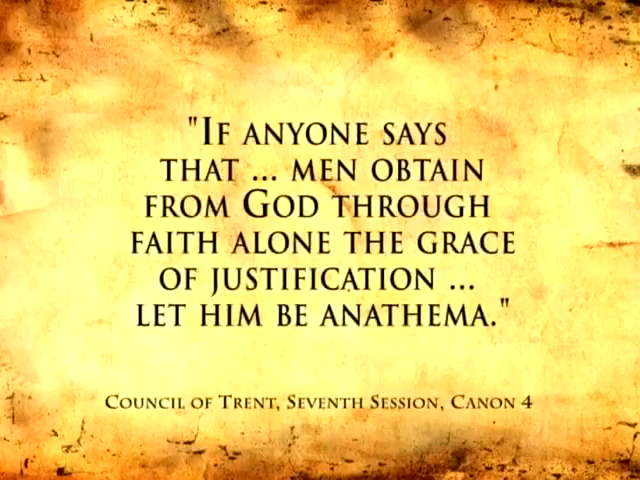 "If anyone says
that ... men obtain
from God through
faith alone the grace
of justification ...
let him be anathema."
Council of Trent, Seventh Session, Canon 4